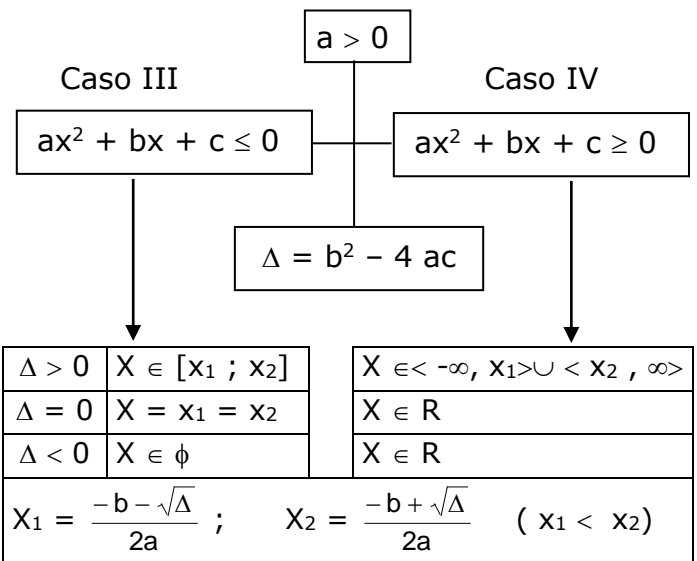 a > 0
Caso III Caso IV
ax² + bx + c ≤ 0 ax² + bx + c ≥ 0
Δ = b² – 4 ac
Δ > 0 X ∈ [x₁ ; x₂] X ∈< -∞, x₁>∪ < x₂ , ∞>
Δ = 0 X = x₁ = x₂ X ∈ R
Δ < 0 X ∈ ϕ X ∈ R
X₁ = (−b − √Δ)/2a ; X₂ = (−b + √Δ)/2a ( x₁ < x₂)